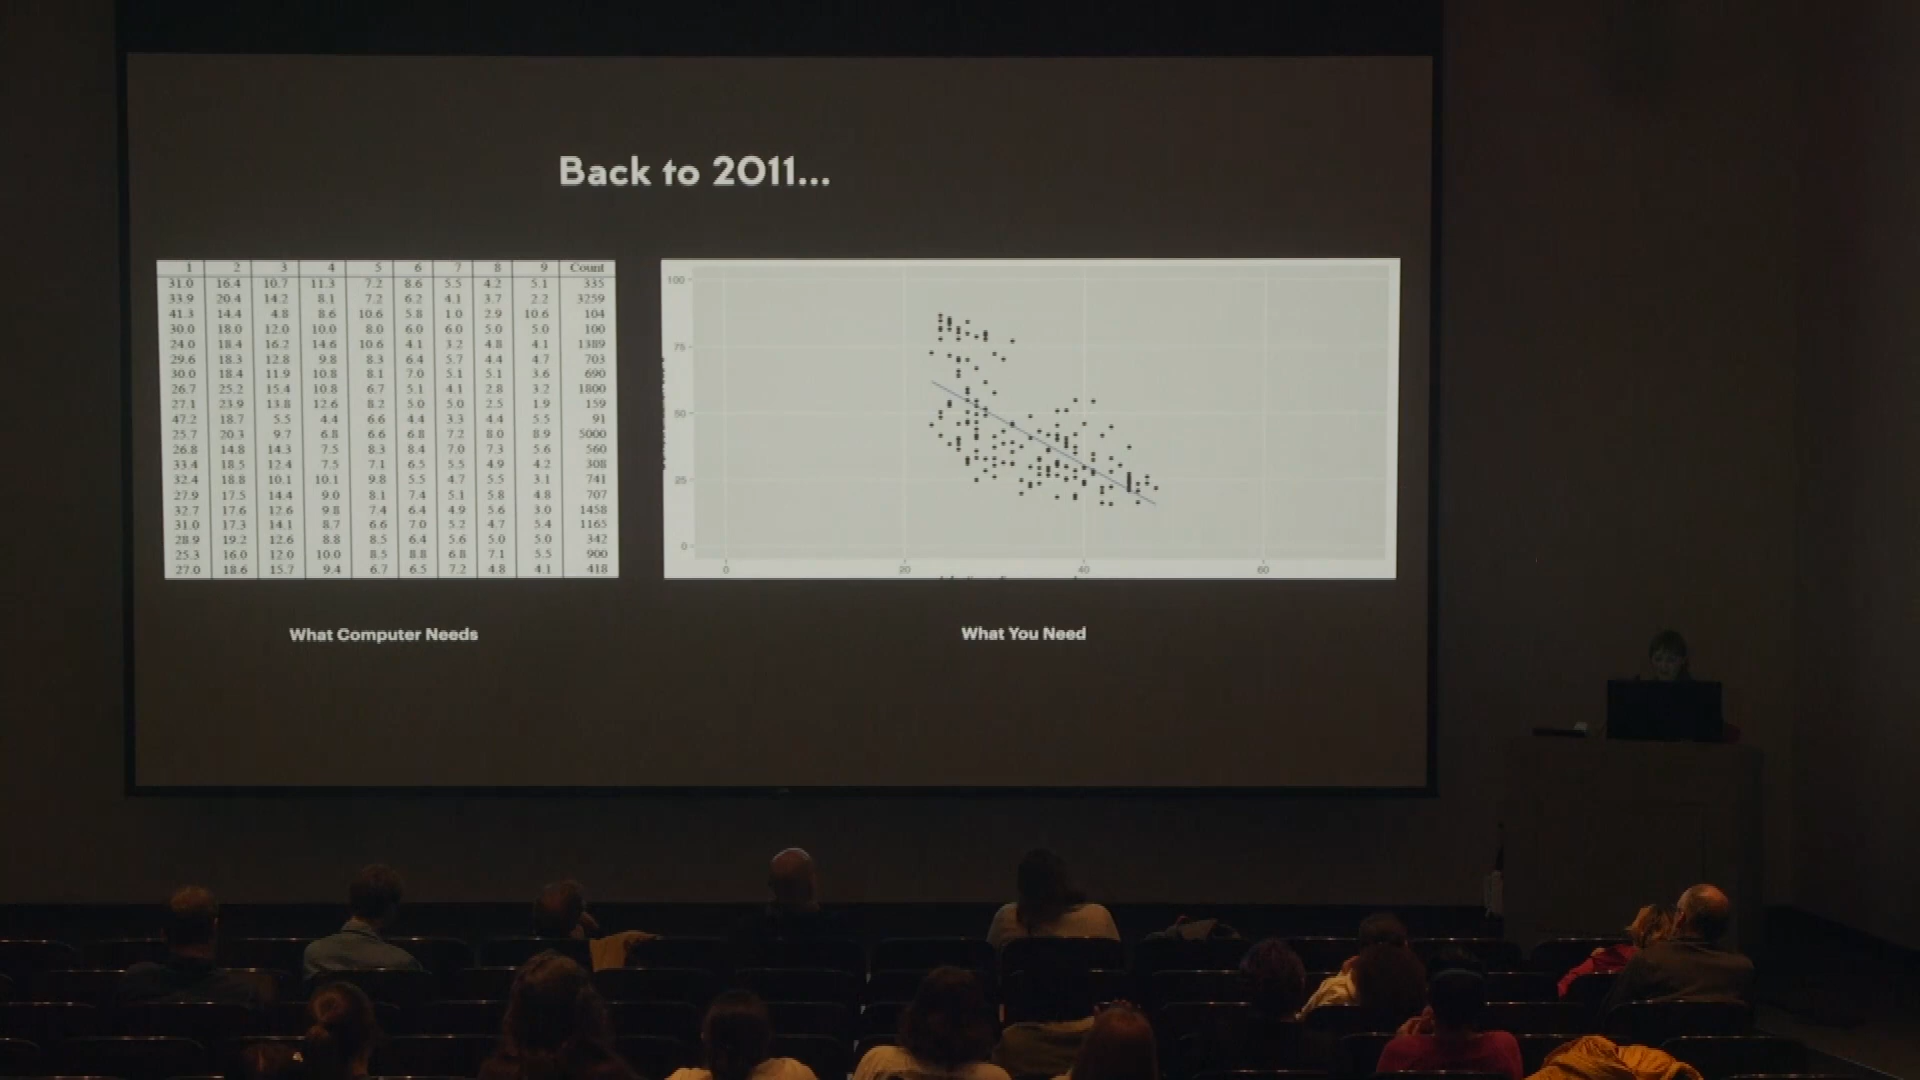 Back to 2011...
1 2 3 4 5 6 7 8 9 Count
31.0 16.4 10.7 11.3 7.2 8.6 5.5 4.2 5.1 335
33.9 20.4 14.2 8.1 7.2 6.2 4.1 3.7 2.2 3259
41.3 14.4 4.8 8.6 10.6 5.8 1.0 2.9 10.6 104
30.0 18.0 12.0 10.0 8.0 6.0 6.0 5.0 5.0 100
24.0 18.4 16.2 14.6 10.6 4.1 3.2 4.8 4.1 1389
29.6 18.3 12.8 9.8 8.3 6.4 5.7 4.4 4.7 703
30.0 18.4 11.9 10.8 8.1 7.0 5.1 5.1 3.6 690
26.7 25.2 15.4 10.8 6.7 5.1 4.1 2.8 3.2 1800
27.1 23.9 13.8 12.6 8.2 5.0 5.0 2.5 1.9 159
47.2 18.7 5.5 4.4 6.6 4.4 3.3 4.4 5.5 91
25.7 20.3 9.7 6.8 6.6 6.8 7.2 8.0 8.9 5000
26.8 14.8 14.3 7.5 8.3 8.4 7.0 7.3 5.6 560
33.4 18.5 12.4 7.5 7.1 6.5 5.5 4.9 4.2 308
32.4 18.8 10.1 10.1 9.8 5.5 4.7 5.5 3.1 741
27.9 17.5 14.4 9.0 8.1 7.4 5.1 5.8 4.8 707
32.7 17.6 12.6 9.8 7.4 6.4 4.9 5.6 3.0 1458
31.0 17.3 14.1 8.7 6.6 7.0 5.2 4.7 5.4 1165
28.9 19.2 12.6 8.8 8.5 6.4 5.6 5.0 5.0 342
25.3 16.0 12.0 10.0 8.5 8.8 6.8 7.1 5.5 900
27.0 18.6 15.7 9.4 6.7 6.5 7.2 4.8 4.1 418
100
75
50
25
0
0 20 40 60
What Computer Needs
What You Need